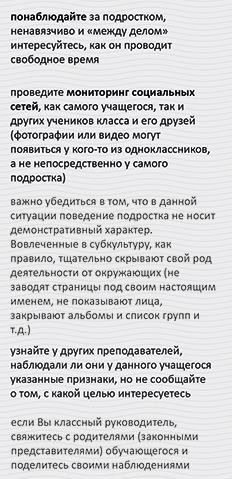 понаблюдайте за подростком,
ненавязчиво и «между делом»
интересуйтесь, как он проводит
свободное время
проведите мониторинг социальных
сетей, как самого учащегося, так и
других учеников класса и его друзей
(фотографии или видео могут
появиться у кого-то из одноклассников,
а не непосредственно у самого
подростка)
важно убедиться в том, что в данной
ситуации поведение подростка не носит
демонстративный характер.
Вовлеченные в субкультуру, как
правило, тщательно скрывают свой род
деятельности от окружающих (не
заводят страницы под своим настоящим
именем, не показывают лица,
закрывают альбомы и список групп и
т.д.)
узнайте у других преподавателей,
наблюдали ли они у данного учащегося
указанные признаки, но не сообщайте
о том, с какой целью интересуетесь
если Вы классный руководитель,
свяжитесь с родителями (законными
представителями) обучающегося и
поделитесь своими наблюдениями